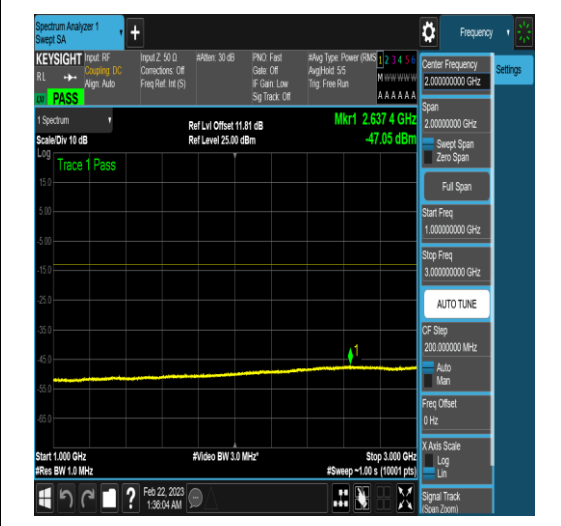 Spectrum Analyzer 1
Swept SA
Frequency
KEYSIGHT
RL
Input: RF
Coupling: DC
Align: Auto
Input Z: 50 Ω
Corrections: Off
Freq Ref: Int (S)
#Atten: 30 dB
PNO: Fast
Gate: Off
IF Gain: Low
Sig Track: Off
#Avg Type: Power (RMS
Avg|Hold: 5/5
Trig: Free Run
1 2 3 4 5 6
M W W W W W
A A A A A A
PASS
Center Frequency
2.000000000 GHz
Settings
Span
2.00000000 GHz
Swept Span
Zero Span
Full Span
Start Freq
1.000000000 GHz
Stop Freq
3.000000000 GHz
AUTO TUNE
CF Step
200.000000 MHz
Auto
Man
Freq Offset
0 Hz
X Axis Scale
Log
Lin
Signal Track
(Span Zoom)
1 Spectrum
Scale/Div 10 dB
Ref Lvl Offset 11.81 dB
Ref Level 25.00 dBm
Mkr1 2.637 4 GHz
-47.05 dBm
Log
Trace 1 Pass
15.0
5.00
-5.00
-15.0
-25.0
-35.0
-45.0
-55.0
-65.0
1
Start 1.000 GHz
#Res BW 1.0 MHz
#Video BW 3.0 MHz*
Stop 3.000 GHz
#Sweep ~1.00 s (10001 pts)
?
Feb 22, 2023
1:36:04 AM